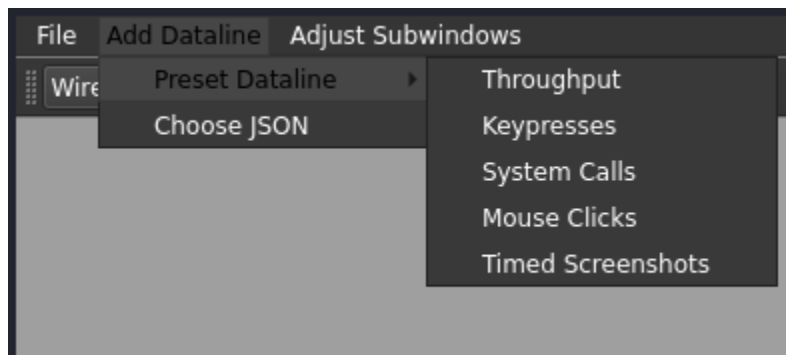 File Add Dataline Adjust Subwindows
Preset Dataline
Choose JSON
Throughput
Keypresses
System Calls
Mouse Clicks
Timed Screenshots